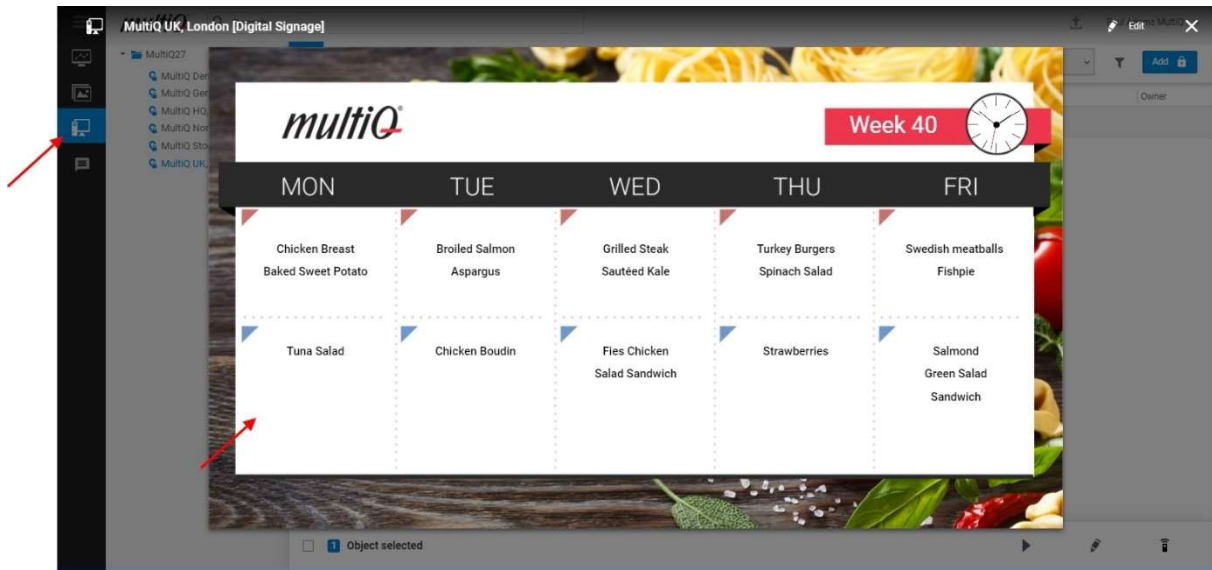 MultiQ UK, London [Digital Signage]
Edit
MultiQ27
MultiQ Den
MultiQ Ger
MultiQ HQ,
MultiQ Nor
MultiQ Sto
MultiQ UK,
Add
Owner
multiQ
Week 40
MON TUE WED THU FRI
Chicken Breast Broiled Salmon Grilled Steak Turkey Burgers Swedish meatballs
Baked Sweet Potato Aspargus Sautéed Kale Spinach Salad Fishpie
Tuna Salad Chicken Boudin Fies Chicken Strawberries Salmond
Salad Sandwich Green Salad
Sandwich
1 Object selected